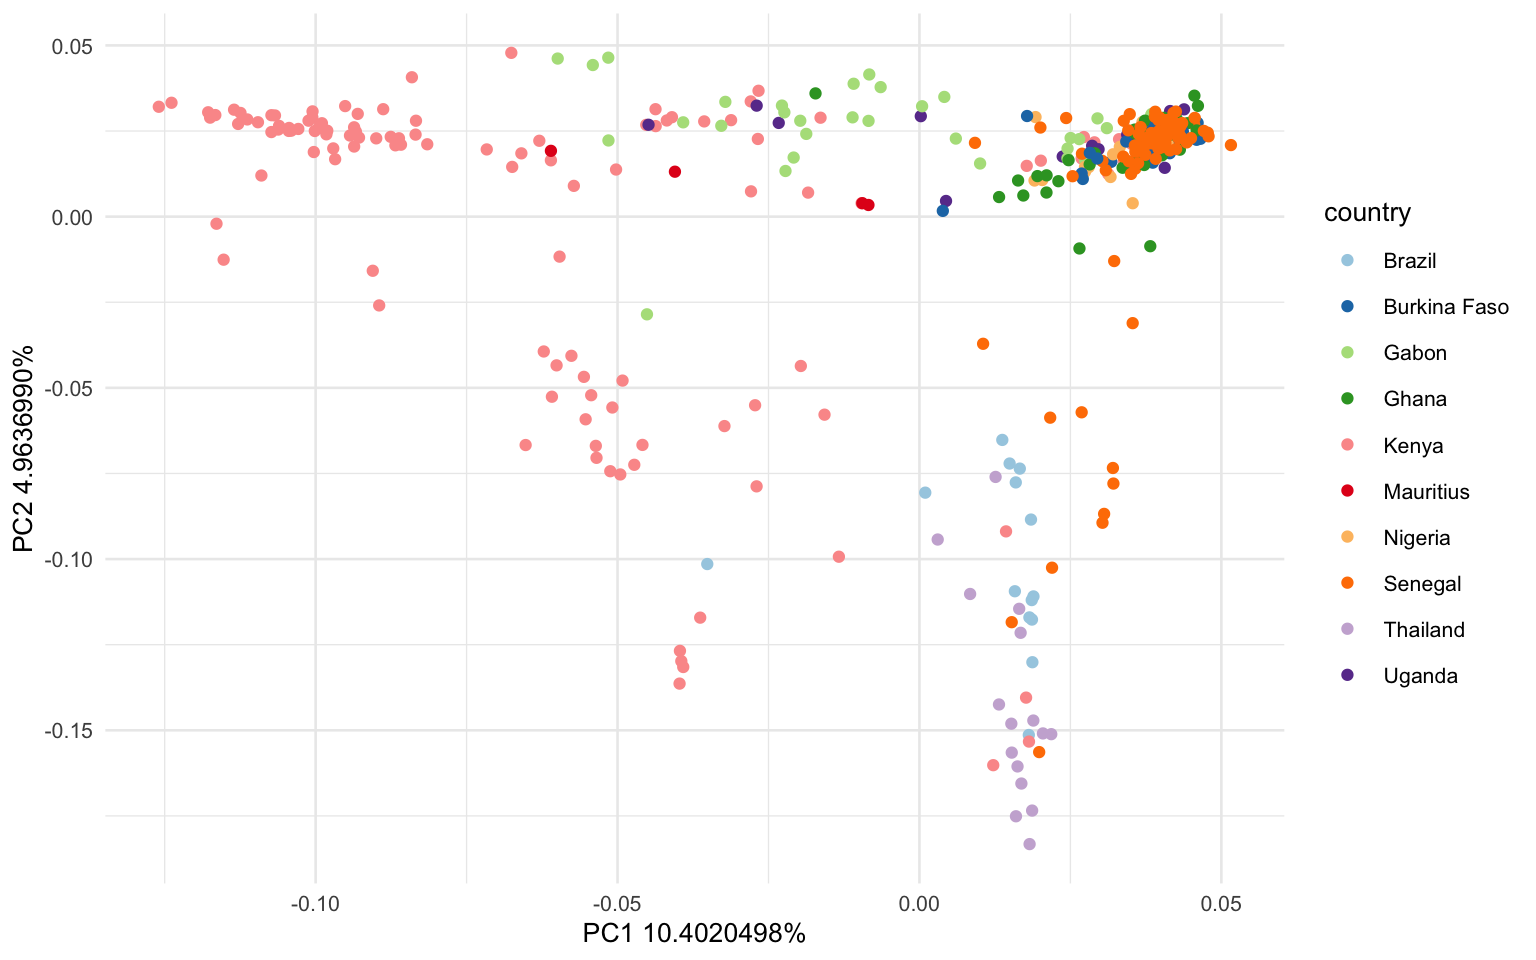 0.05
0.00
-0.05
-0.10
-0.15
PC2 4.9636990%
-0.10
-0.05
0.00
0.05
PC1 10.4020498%
country
Brazil
Burkina Faso
Gabon
Ghana
Kenya
Mauritius
Nigeria
Senegal
Thailand
Uganda